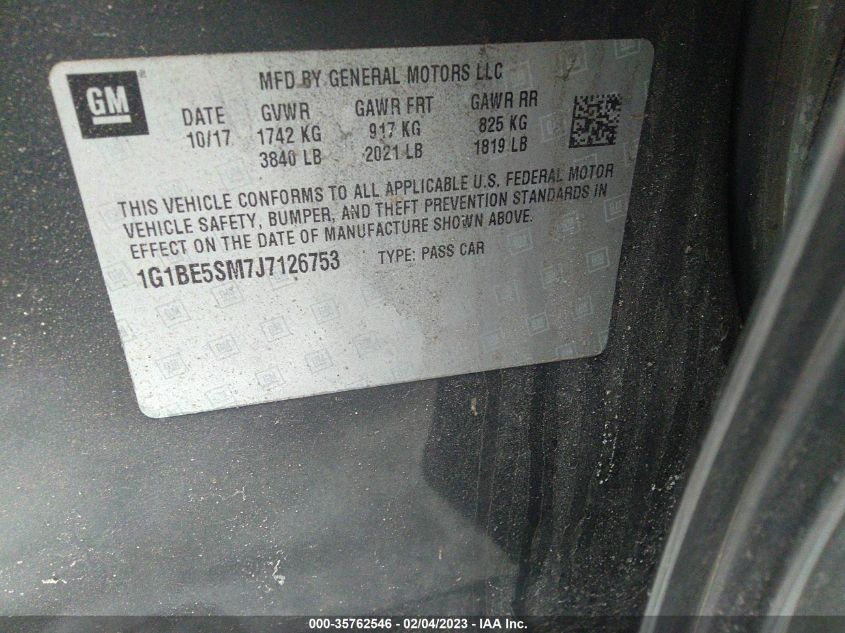 GM ®
MFD BY GENERAL MOTORS LLC
DATE GVWR GAWR FRT GAWR RR
10/17 1742 KG 917 KG 825 KG
3840 LB 2021 LB 1819 LB
THIS VEHICLE CONFORMS TO ALL APPLICABLE U.S. FEDERAL MOTOR
VEHICLE SAFETY, BUMPER, AND THEFT PREVENTION STANDARDS IN
EFFECT ON THE DATE OF MANUFACTURE SHOWN ABOVE.
1G1BE5SM7J7126753 TYPE: PASS CAR
000-35762546 - 02/04/2023 - IAA Inc.